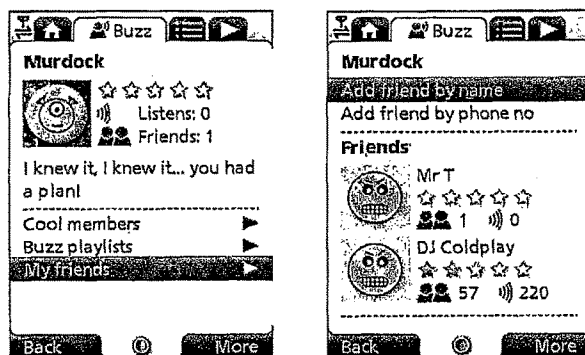 Buzz
Murdock
Listens: 0
Friends: 1
I knew it, I knew it... you had
a plan!
Cool members
Buzz playlists
My friends
Back
More
Buzz
Murdock
Add friend by name
Add friend by phone no
Friends
Mr T
1 0
DJ Coldplay
57 220
Back
More